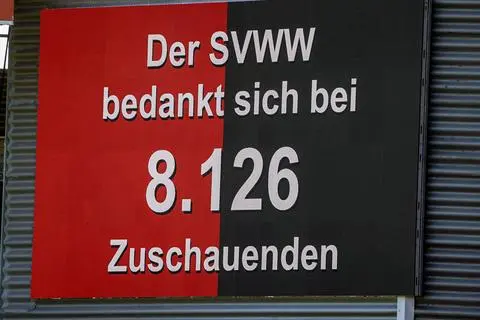 Der SVWW
bedankt sich bei
8.126
Zuschauenden